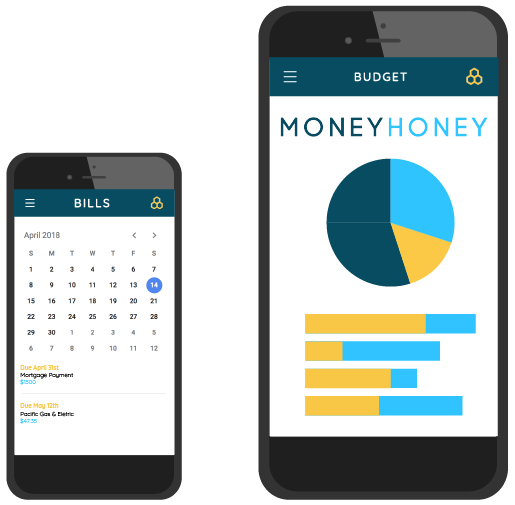 BUDGET
MONEYHONEY
BILLS
April 2018
S M T W T F S
1 2 3 4 5 6 7
8 9 10 11 12 13 14
15 16 17 18 19 20 21
22 23 24 25 26 27 28
29 30 1 2 3 4 5
6 7 8 9 10 11 12
Due April 31st
Mortgage Payment
$1500
Due May 12th
Pacific Gas & Eletric
$47.35